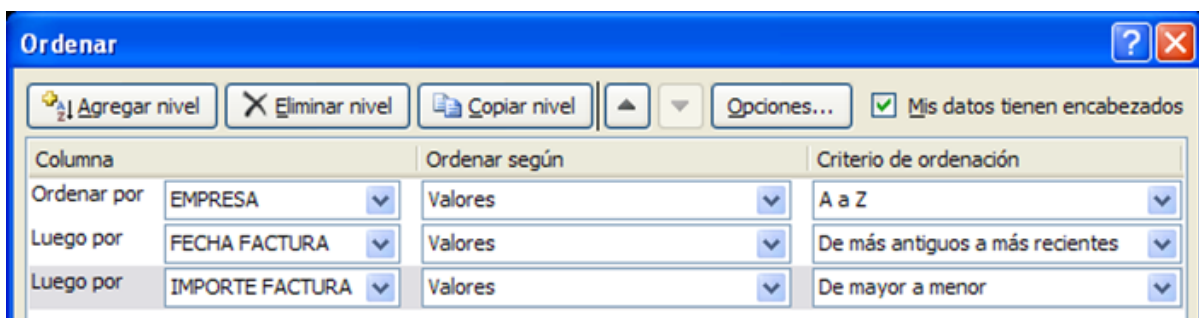 Ordenar
Agregar nivel Eliminar nivel Copiar nivel Opciones... Mis datos tienen encabezados
Columna Ordenar según Criterio de ordenación
Ordenar por EMPRESA Valores A a Z
Luego por FECHA FACTURA Valores De más antiguos a más recientes
Luego por IMPORTE FACTURA Valores De mayor a menor